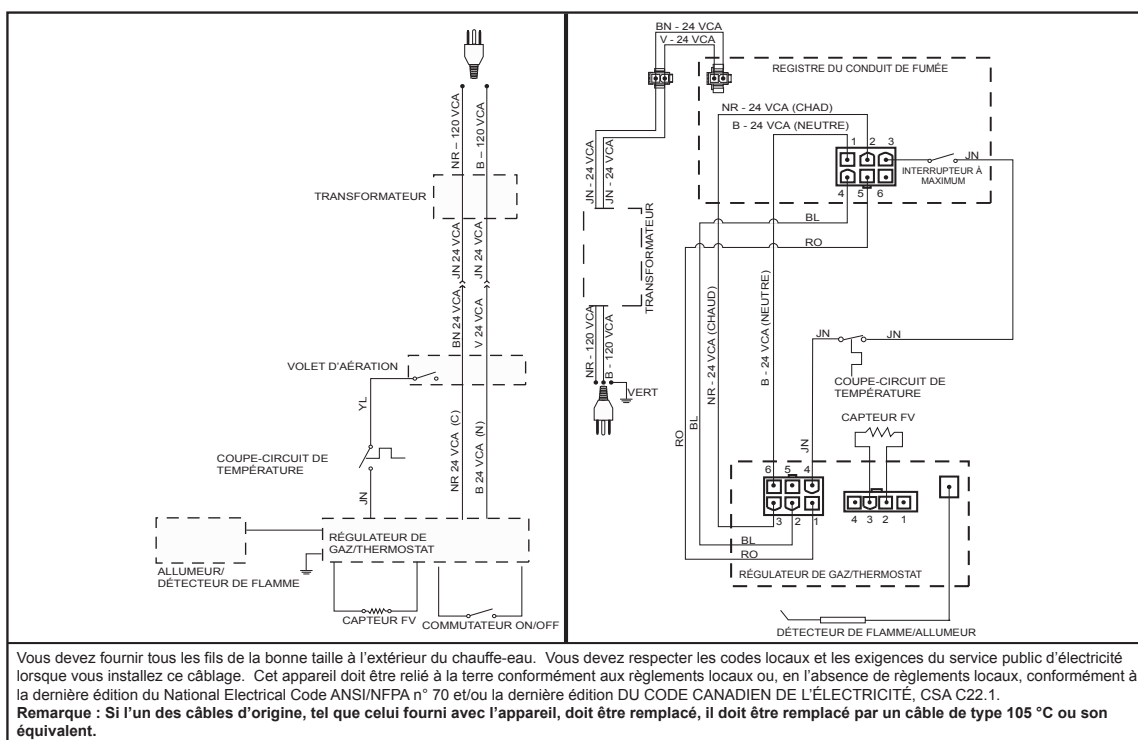 NR – 120 VCA
B – 120 VCA
TRANSFORMATEUR
JN 24 VCA
JN 24 VCA
BN 24 VCA
V 24 VCA
VOLET D'AÉRATION
YL
COUPE-CIRCUIT DE
TEMPÉRATURE
NR 24 VCA (C)
B 24 VCA (N)
JN
RÉGULATEUR DE
GAZ/THERMOSTAT
ALLUMEUR/
DÉTECTEUR DE FLAMME
CAPTEUR FV
COMMUTATEUR ON/OFF
BN - 24 VCA
V - 24 VCA
REGISTRE DU CONDUIT DE FUMÉE
NR - 24 VCA (CHAD)
B - 24 VCA (NEUTRE)
1 2 3
JN
INTERRUPTEUR À
MAXIMUM
4 5 6
JN - 24 VCA
JN - 24 VCA
BL
RO
TRANSFORMATEUR
NR - 120 VCA
B - 120 VCA
VERT
NR - 24 VCA (CHAUD)
B - 24 VCA (NEUTRE)
JN
JN
COUPE-CIRCUIT DE
TEMPÉRATURE
CAPTEUR FV
RO
BL
JN
6 5 4
3 2 1
4 3 2 1
BL
RO
RÉGULATEUR DE GAZ/THERMOSTAT
DÉTECTEUR DE FLAMME/ALLUMEUR
Vous devez fournir tous les fils de la bonne taille à l'extérieur du chauffe-eau. Vous devez respecter les codes locaux et les exigences du service public d'électricité
lorsque vous installez ce câblage. Cet appareil doit être relié à la terre conformément aux règlements locaux ou, en l'absence de règlements locaux, conformément à
la dernière édition du National Electrical Code ANSI/NFPA n° 70 et/ou la dernière édition DU CODE CANADIEN DE L'ÉLECTRICITÉ, CSA C22.1.
Remarque : Si l'un des câbles d'origine, tel que celui fourni avec l'appareil, doit être remplacé, il doit être remplacé par un câble de type 105 °C ou son
équivalent.